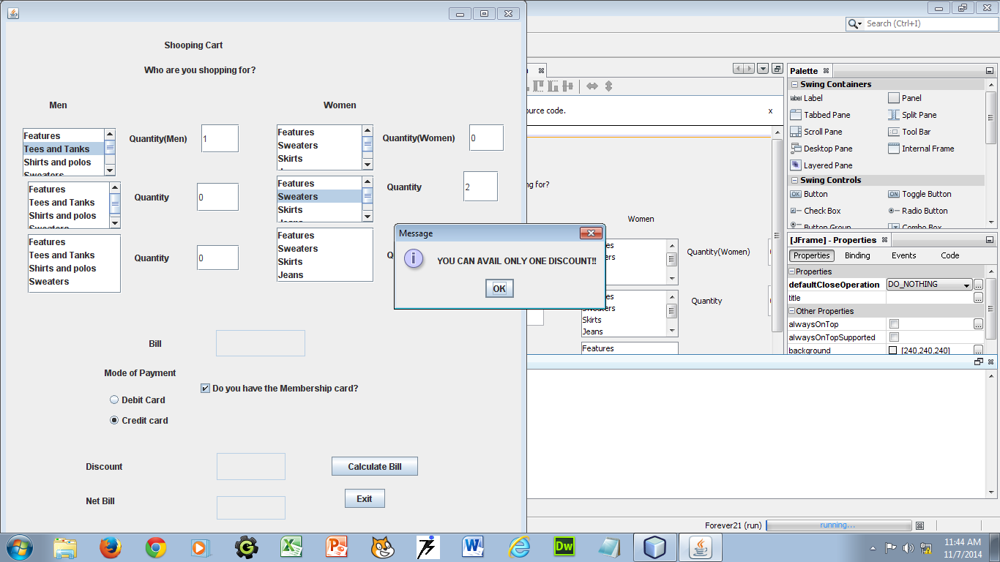 Shooping Cart
Who are you shopping for?
Men
Women
Features
Tees and Tanks
Shirts and polos
Sweaters
Quantity(Men)
1
Features
Sweaters
Skirts
Quantity(Women)
0
Features
Tees and Tanks
Shirts and polos
Sweaters
Quantity
0
Features
Sweaters
Skirts
Jeans
Quantity
2
Features
Tees and Tanks
Shirts and polos
Sweaters
Quantity
0
Features
Sweaters
Skirts
Jeans
Message
YOU CAN AVAIL ONLY ONE DISCOUNT!!
OK
Bill
Mode of Payment
Do you have the Membership card?
Debit Card
Credit card
Discount
Calculate Bill
Net Bill
Exit
Search (Ctrl+I)
urce code.
x
ng for?
Women
Quantity(Women)
Quantity
Skirts
Jeans
Features
Palette
Swing Containers
label Label
Panel
Tabbed Pane
Split Pane
Scroll Pane
Tool Bar
Desktop Pane
Internal Frame
Layered Pane
Swing Controls
OK Button
ON Toggle Button
Check Box
Radio Button
Button Group
Combo Box
[JFrame] - Properties
Properties
Binding
Events
Code
Properties
defaultCloseOperation
DO_NOTHING
...
title
...
Other Properties
alwaysOnTop
...
alwaysOnTopSupported
background
[240,240,240]
...
Forever21 (run)
running...
Dw
11:44 AM
11/7/2014